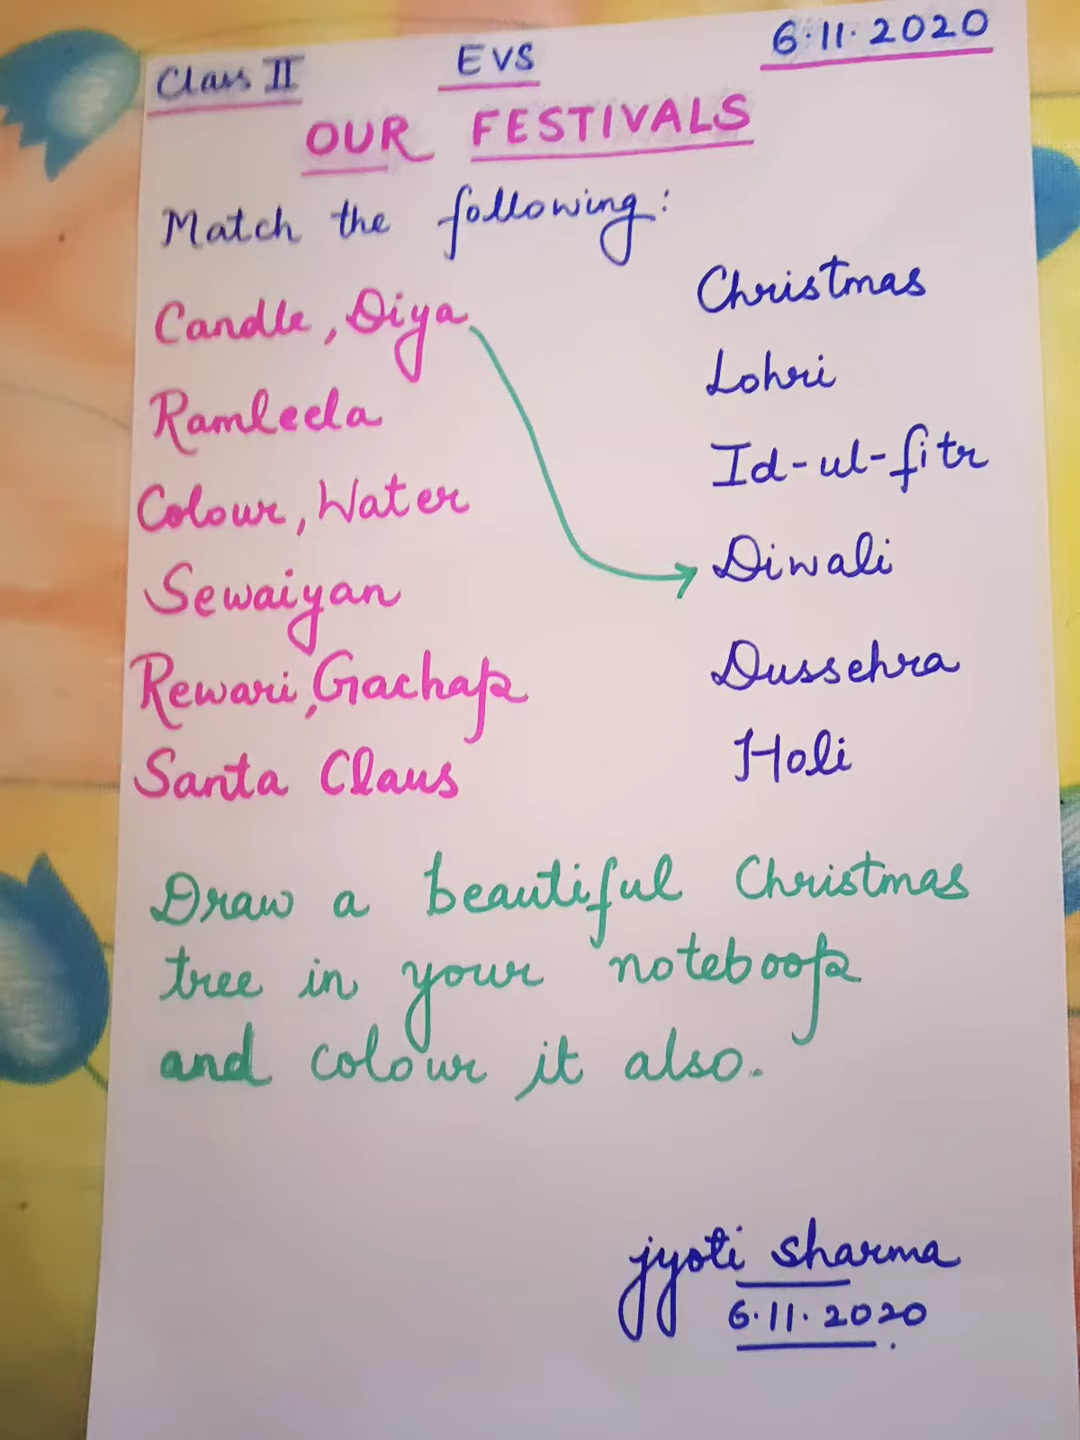 Class II EVS 6.11.2020
OUR FESTIVALS
Match the following:
Candle, Diya Christmas
Ramleela Lohri
Colour, Water Id-ul-fitr
Sewaiyan Diwali
Rewari, Gachak Dussehra
Santa Claus Holi
Draw a beautiful Christmas
tree in your notebook
and colour it also.
jyoti sharma
6.11.2020